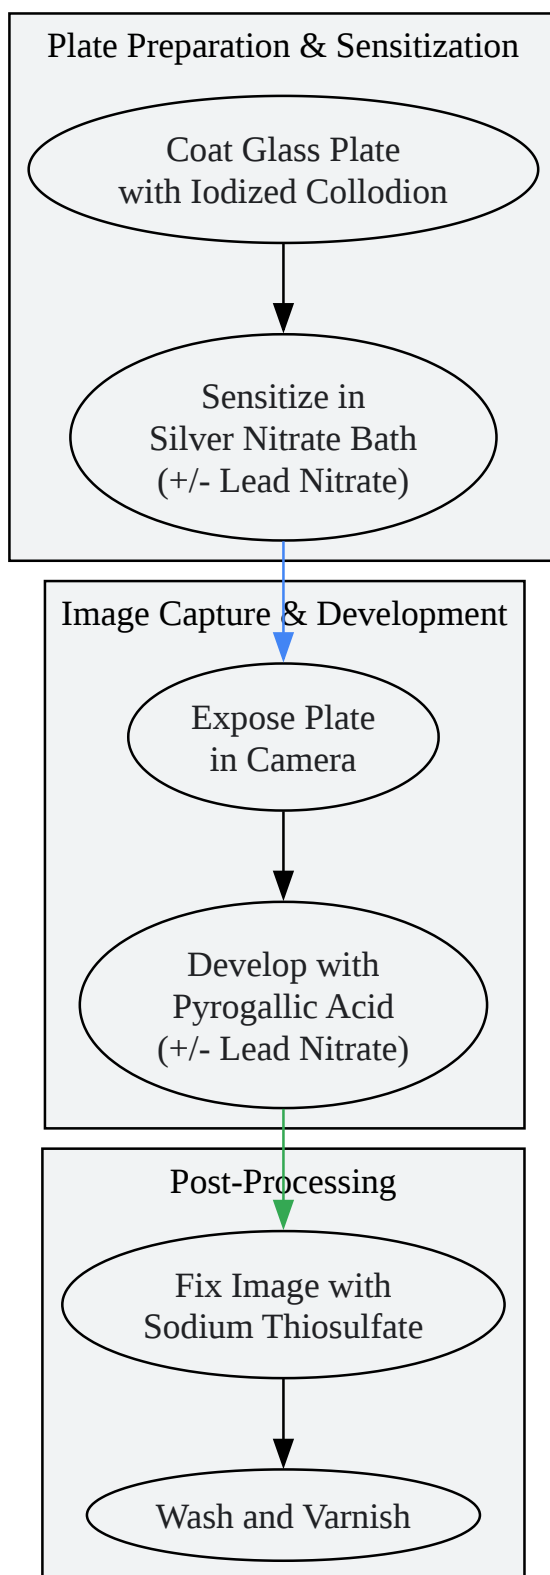 Plate Preparation & Sensitization
Coat Glass Plate
with Iodized Collodion
Sensitize in
Silver Nitrate Bath
(+/- Lead Nitrate)
Image Capture & Development
Expose Plate
in Camera
Develop with
Pyrogallic Acid
(+/- Lead Nitrate)
Post-Processing
Fix Image with
Sodium Thiosulfate
Wash and Varnish